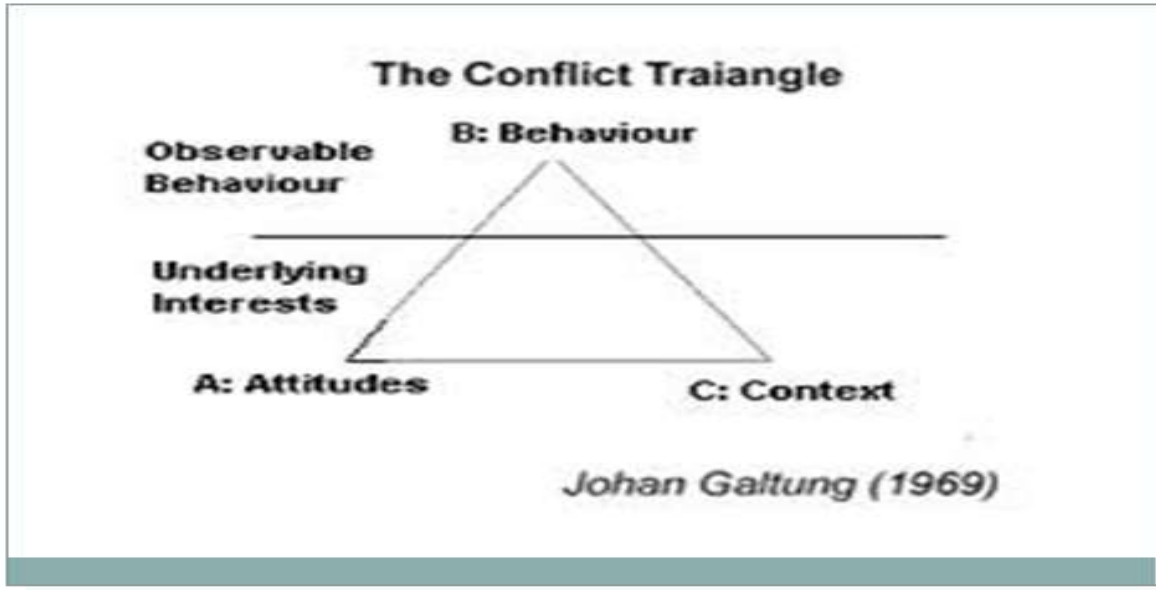 The Conflict Traiangle
B: Behaviour
Observable
Behaviour
Underlying
Interests
A: Attitudes
C: Context
Johan Galtung (1969)